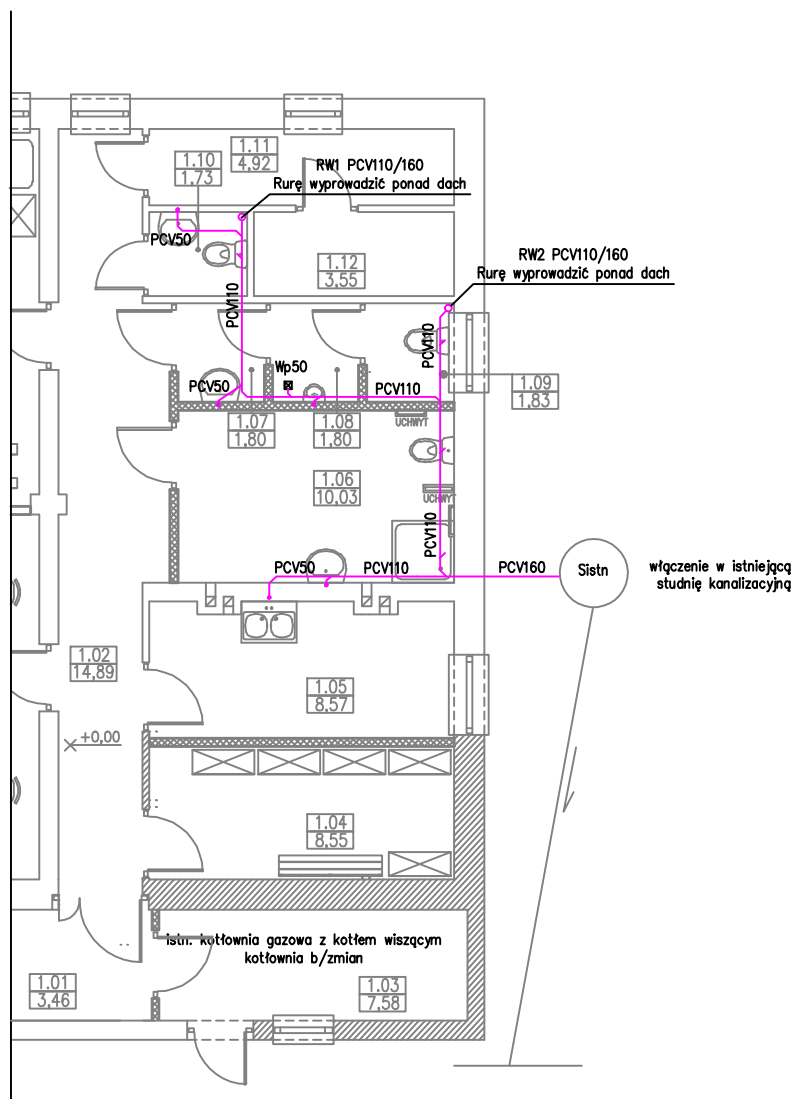 1.11
4,92
1.10
1,73
RW1 PCV110/160
Rurę wyprowadzić ponad dach
PCV50
1.12
3,55
RW2 PCV110/160
Rurę wyprowadzić ponad dach
PCV110
PCV110
Wp50
PCV50
PCV110
1.09
1,83
UCHWYT
1.07
1,80
1.08
1,80
1.06
10,03
UCHWYT
PCV110
PCV50
PCV110
PCV160
Sistn
włączenie w istniejącą
studnię kanalizacyjną
1.02
14,89
1.05
8,57
+0,00
1.04
8,55
istn. kotłownia gazowa z kotłem wiszącym
kotłownia b/zmian
1.01
3,46
1.03
7,58